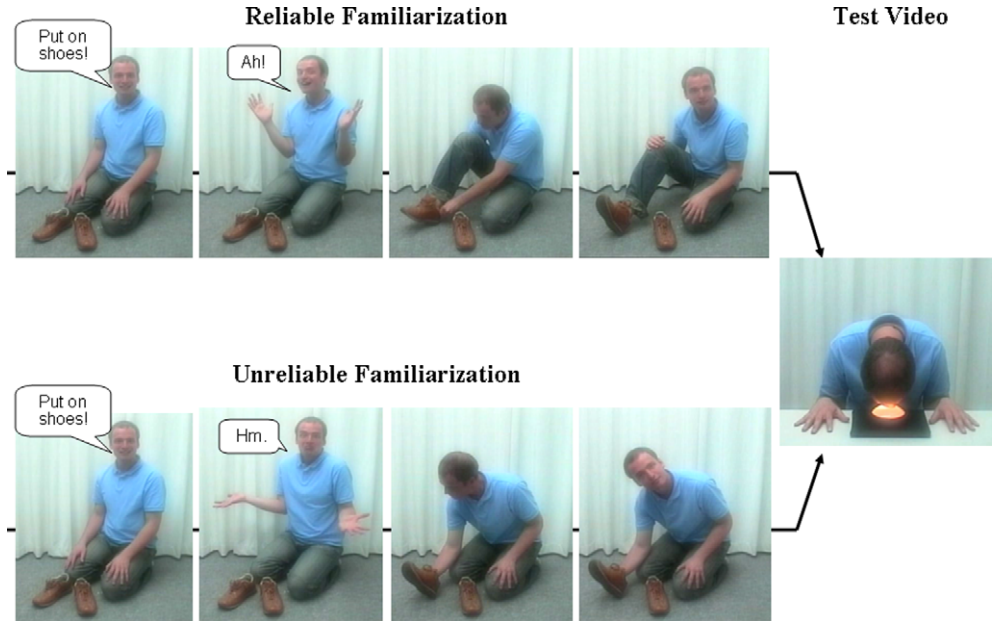 Reliable Familiarization
Test Video
Put on
shoes!
Ah!
Unreliable Familiarization
Put on
shoes!
Hm.